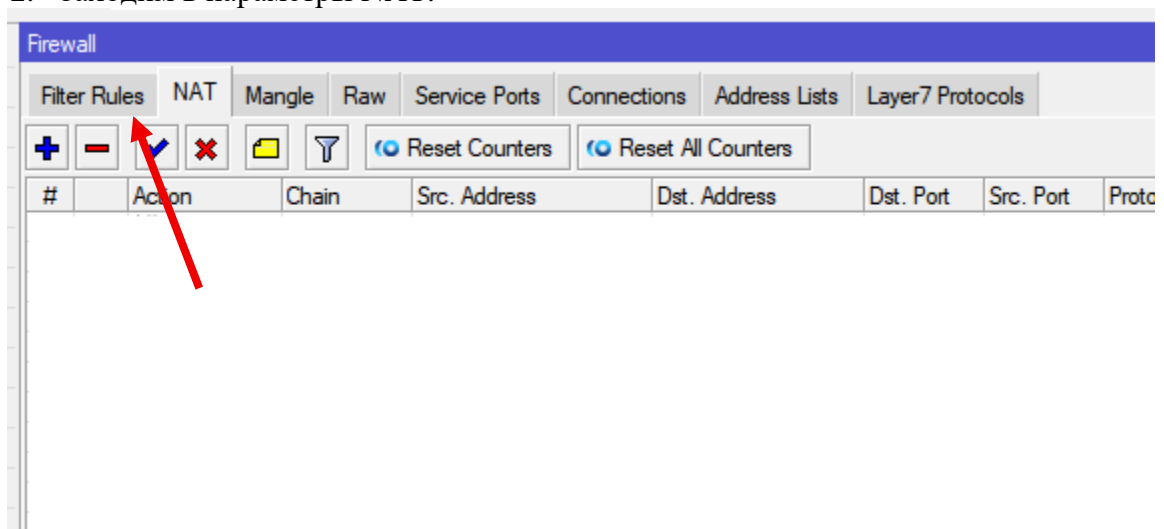 Firewall
Filter Rules NAT Mangle Raw Service Ports Connections Address Lists Layer7 Protocols
Reset Counters Reset All Counters
# Action Chain Src. Address Dst. Address Dst. Port Src. Port Proto